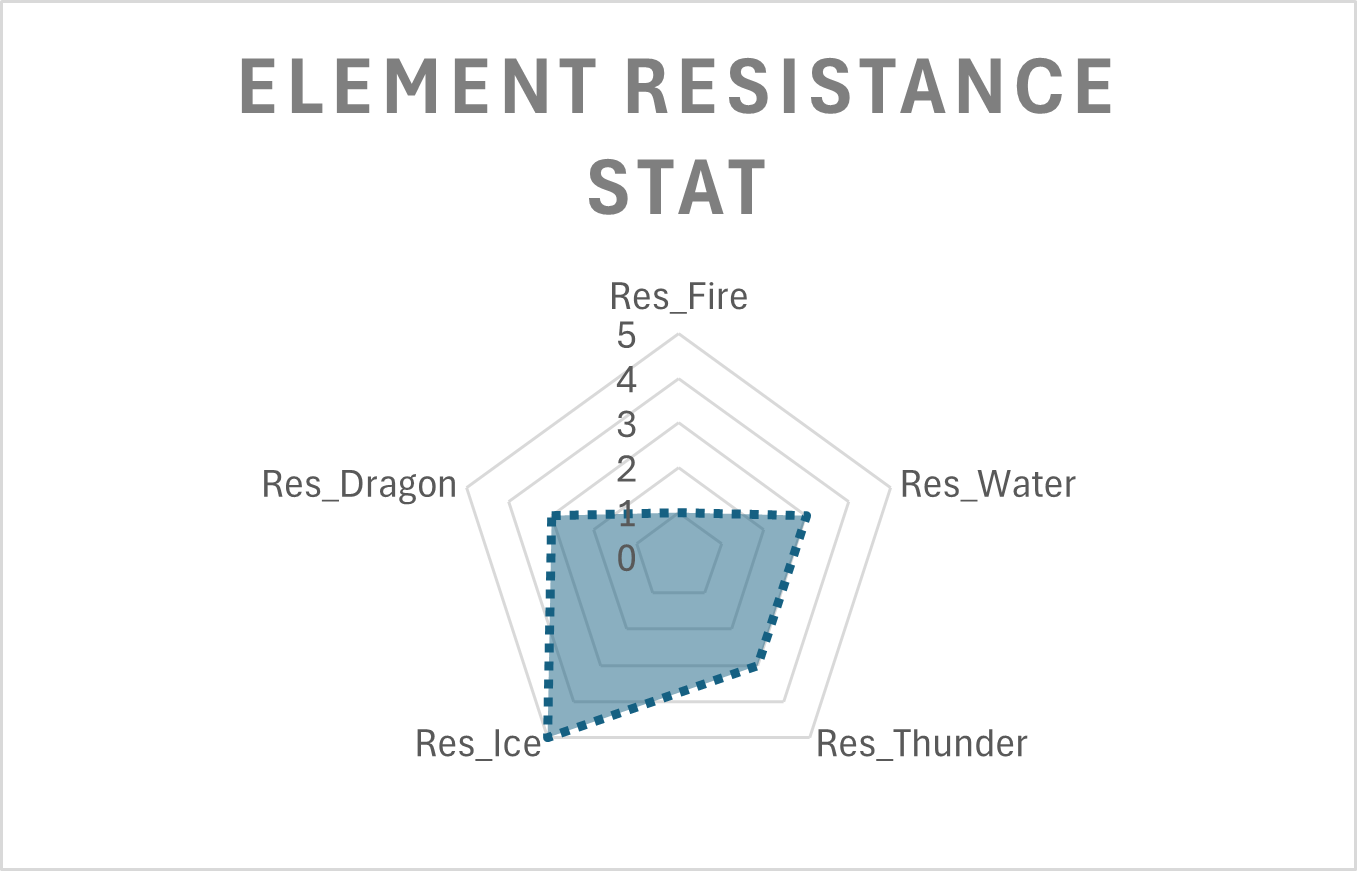 ELEMENT RESISTANCE
STAT
Res_Fire
5
4
3
2
1
0
Res_Water
Res_Thunder
Res_Ice
Res_Dragon